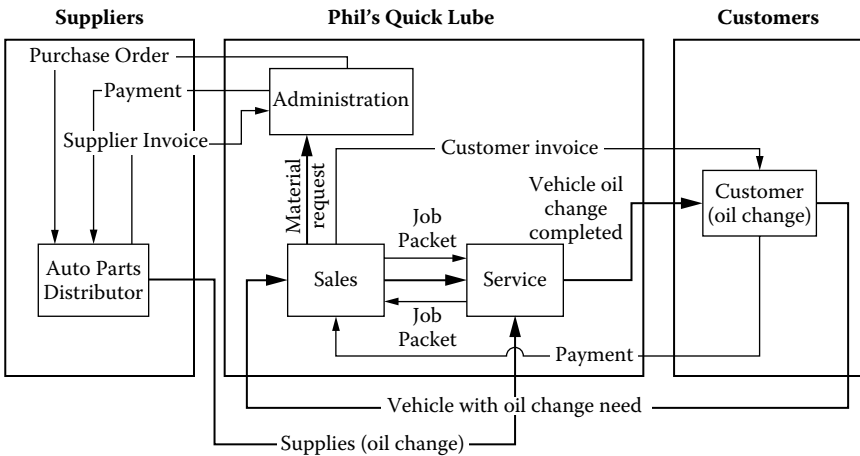 Suppliers
Phil's Quick Lube
Customers
Purchase Order
Payment
Administration
Supplier Invoice
Material
request
Customer invoice
Vehicle oil
change
completed
Customer
(oil change)
Job
Packet
Auto Parts
Distributor
Sales
Service
Job
Packet
Payment
Vehicle with oil change need
Supplies (oil change)